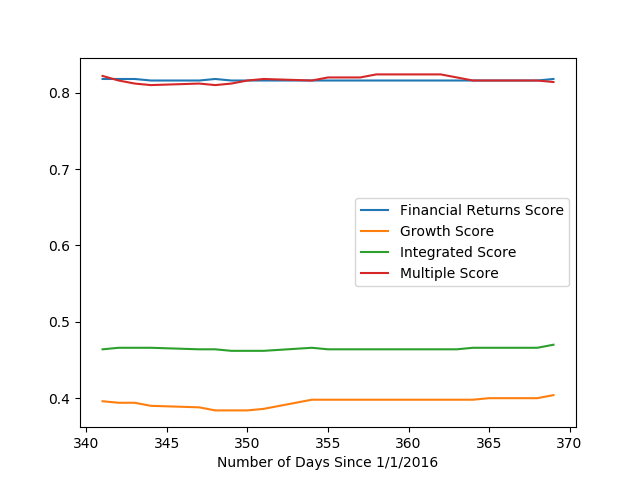 0.8
0.7
0.6
0.5
0.4
Financial Returns Score
Growth Score
Integrated Score
Multiple Score
340 345 350 355 360 365 370
Number of Days Since 1/1/2016